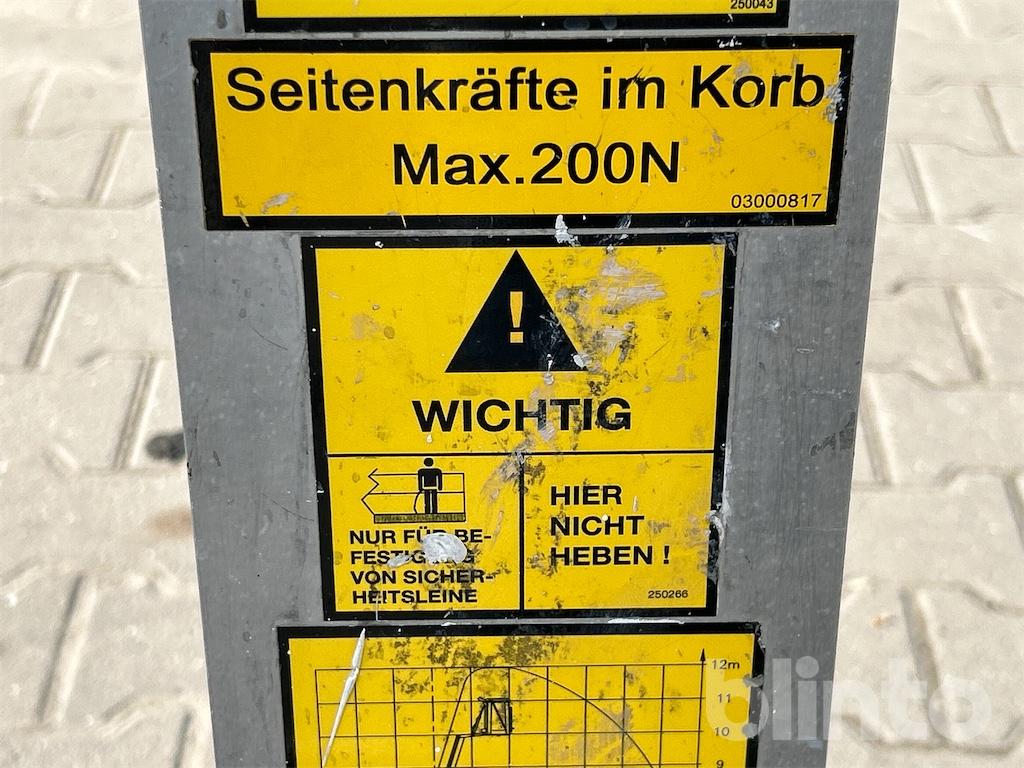 250043
Seitenkräfte im Korb
Max.200N
03000817
!
WICHTIG
NUR FÜR BE-
FESTIGUNG
VON SICHER-
HEITSLEINE
HIER
NICHT
HEBEN !
250266
12m
11
10
9
blinto